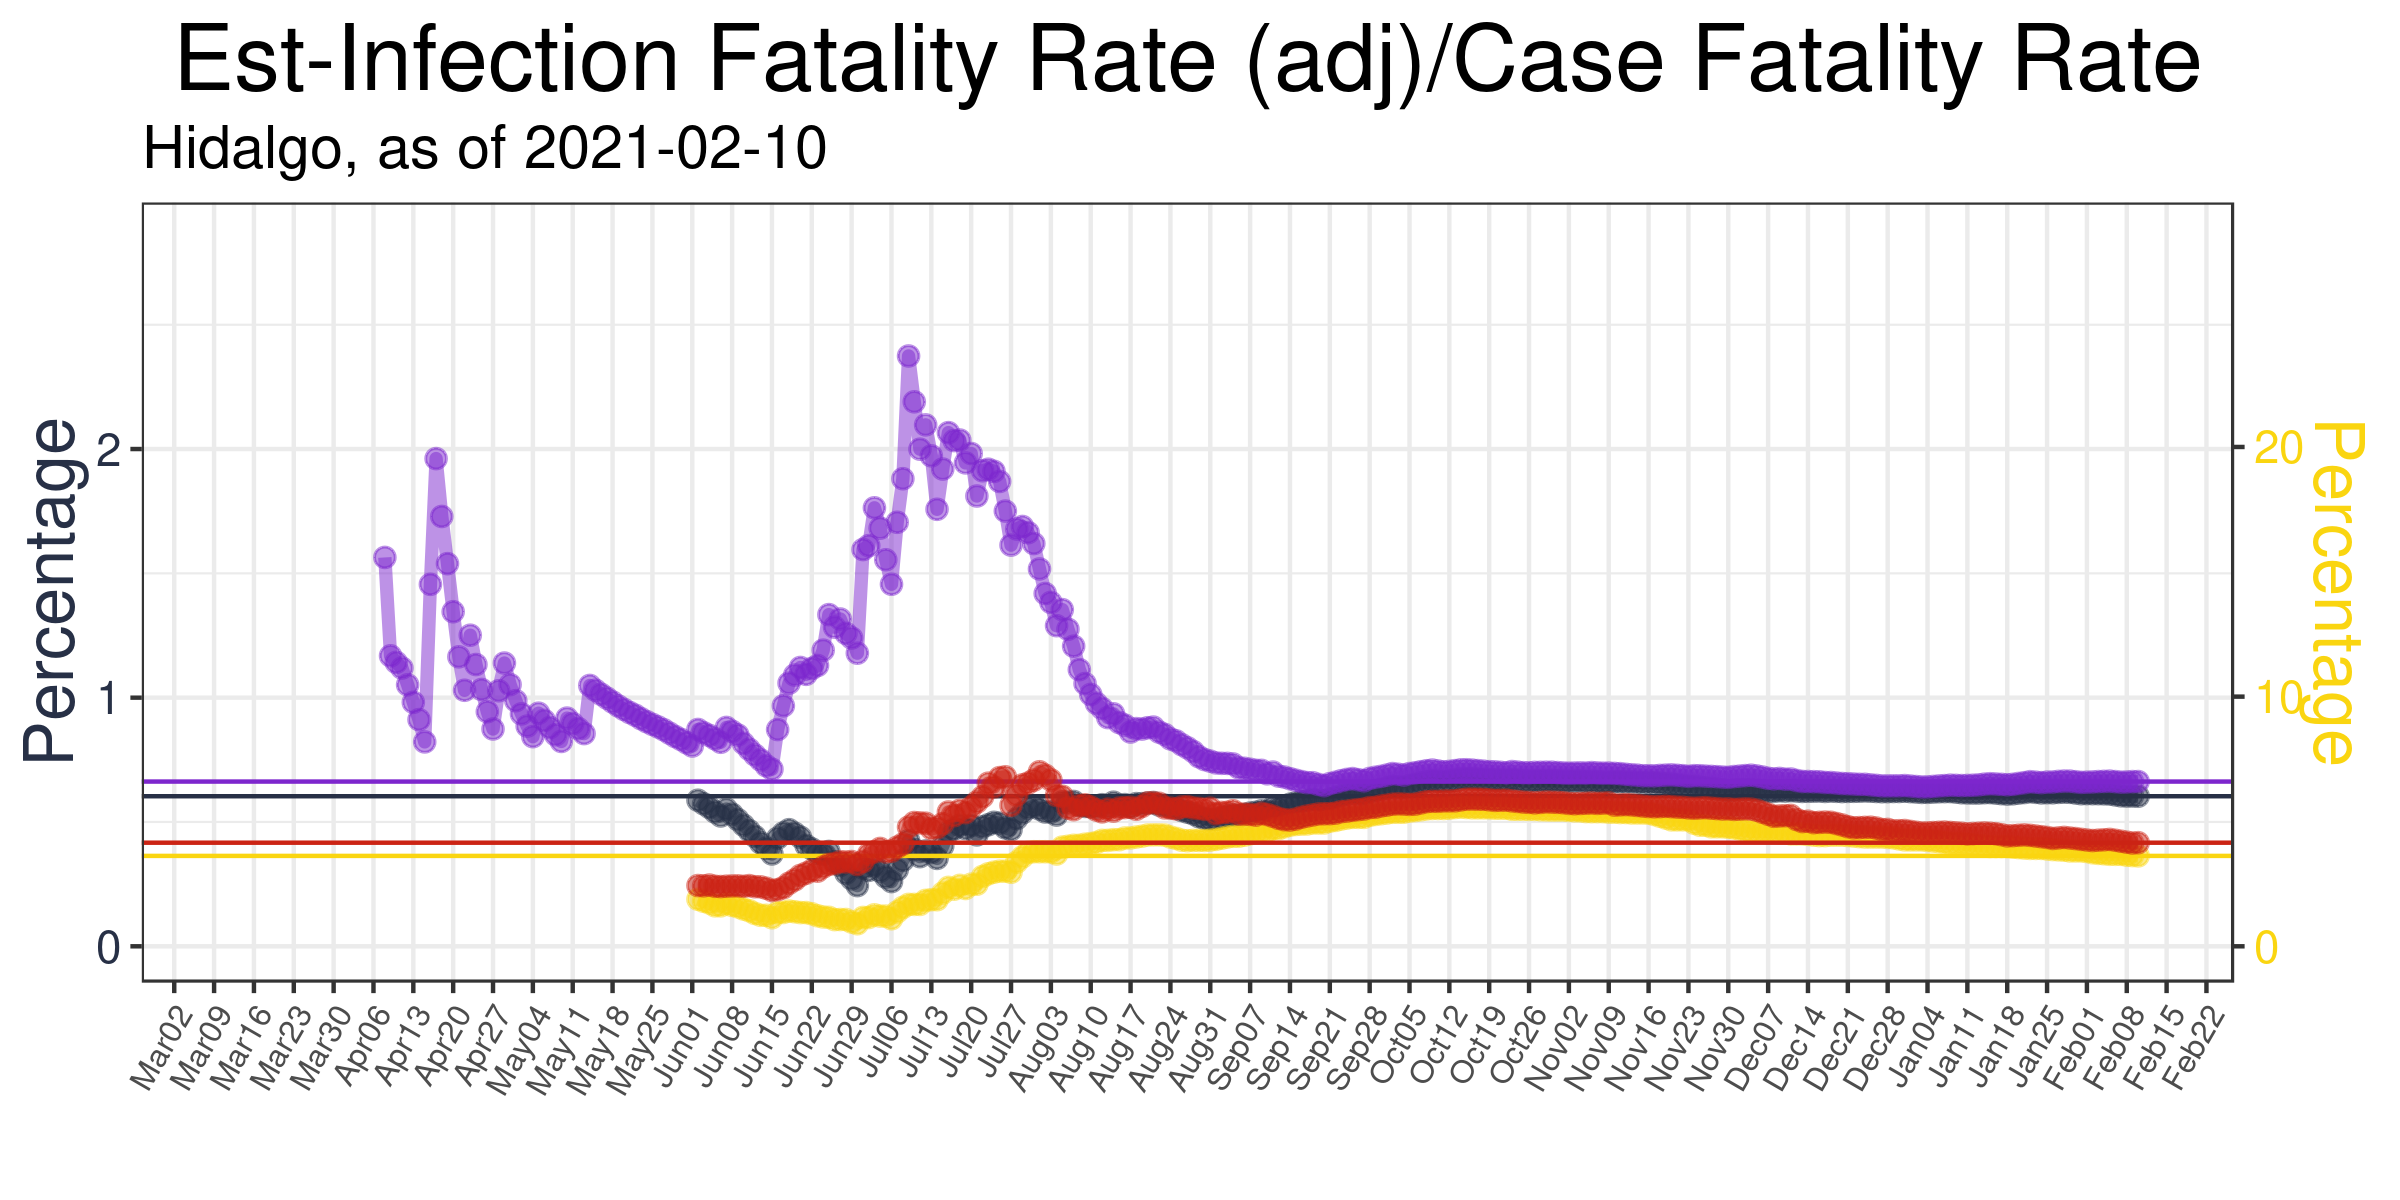 Est-Infection Fatality Rate (adj)/Case Fatality Rate
Hidalgo, as of 2021-02-10
Percentage
2
1
0
20
10
0
Percentage
Mar02
Mar09
Mar16
Mar23
Mar30
Apr06
Apr13
Apr20
Apr27
May04
May11
May18
May25
Jun01
Jun08
Jun15
Jun22
Jun29
Jul06
Jul13
Jul20
Jul27
Aug03
Aug10
Aug17
Aug24
Aug31
Sep07
Sep14
Sep21
Sep28
Oct05
Oct12
Oct19
Oct26
Nov02
Nov09
Nov16
Nov23
Nov30
Dec07
Dec14
Dec21
Dec28
Jan04
Jan11
Jan18
Jan25
Feb01
Feb08
Feb15
Feb22